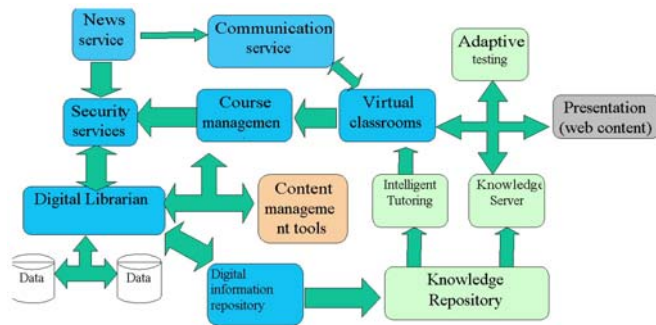 News
service
Communication
service
Adaptive
testing
Security
services
Course
managemen
Virtual
classrooms
Presentation
(web content)
Digital Librarian
Content
manageme
nt tools
Intelligent
Tutoring
Knowledge
Server
Data
Data
Digital
information
repository
Knowledge
Repository